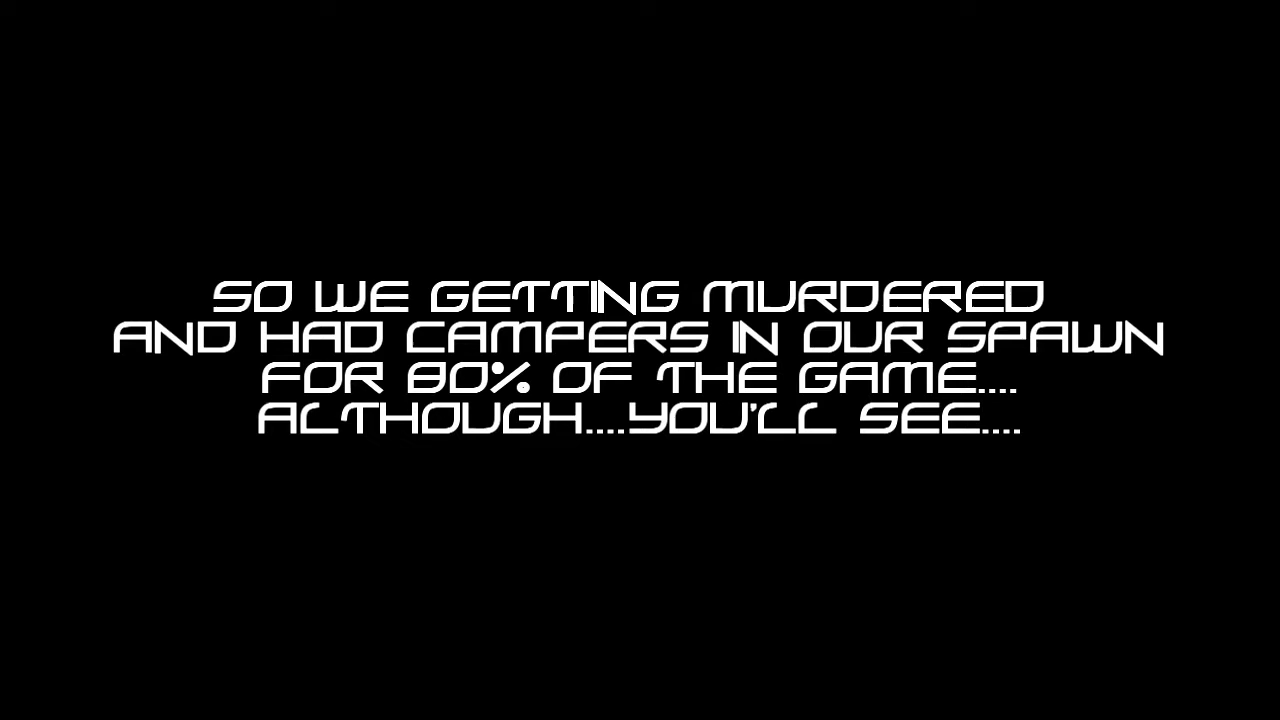 SO WE GETTING MURDERED
AND HAD CAMPERS IN OUR SPAWN
FOR 80% OF THE GAME....
ALTHOUGH....YOU'LL SEE....